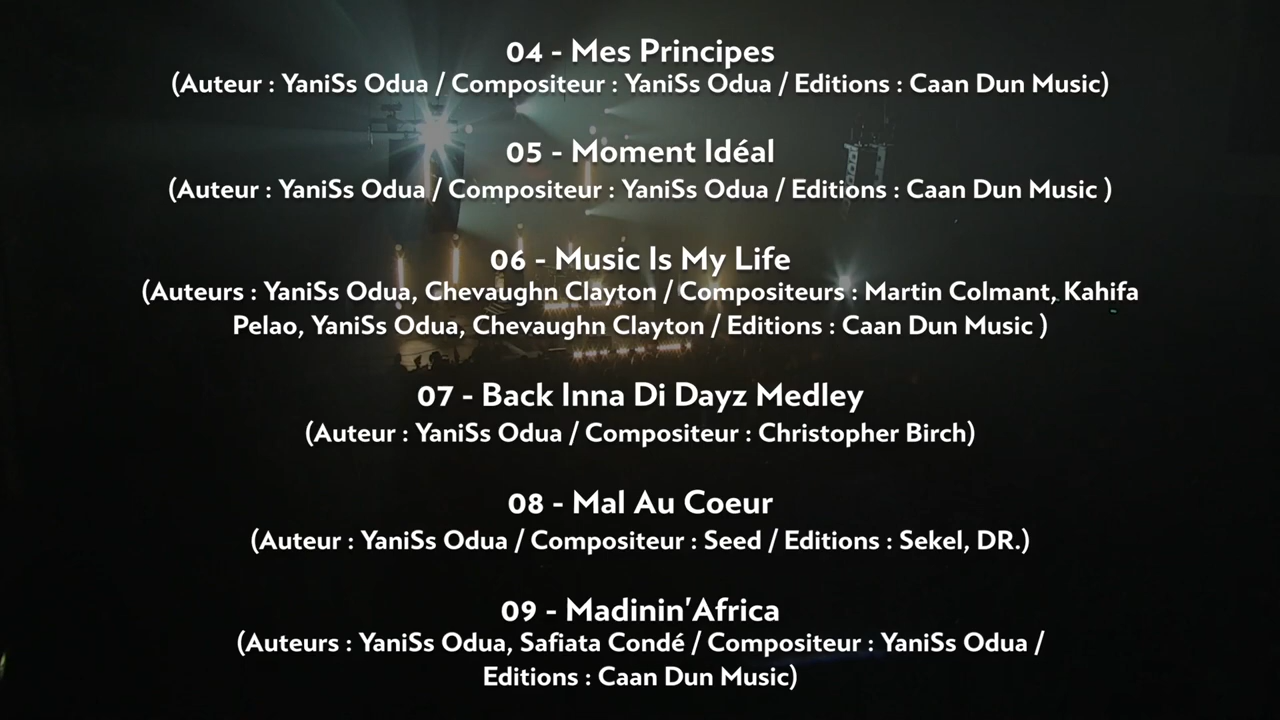 04 - Mes Principes
(Auteur : YaniSs Odua / Compositeur : YaniSs Odua / Editions : Caan Dun Music)
05 - Moment Idéal
(Auteur : YaniSs Odua / Compositeur : YaniSs Odua / Editions : Caan Dun Music )
06 - Music Is My Life
(Auteurs : YaniSs Odua, Chevaughn Clayton / Compositeurs : Martin Colmant, Kahifa
Pelao, YaniSs Odua, Chevaughn Clayton / Editions : Caan Dun Music )
07 - Back Inna Di Dayz Medley
(Auteur : YaniSs Odua / Compositeur : Christopher Birch)
08 - Mal Au Coeur
(Auteur : YaniSs Odua / Compositeur : Seed / Editions : Sekel, DR.)
09 - Madinin'Africa
(Auteurs : YaniSs Odua, Safiata Condé / Compositeur : YaniSs Odua /
Editions : Caan Dun Music)